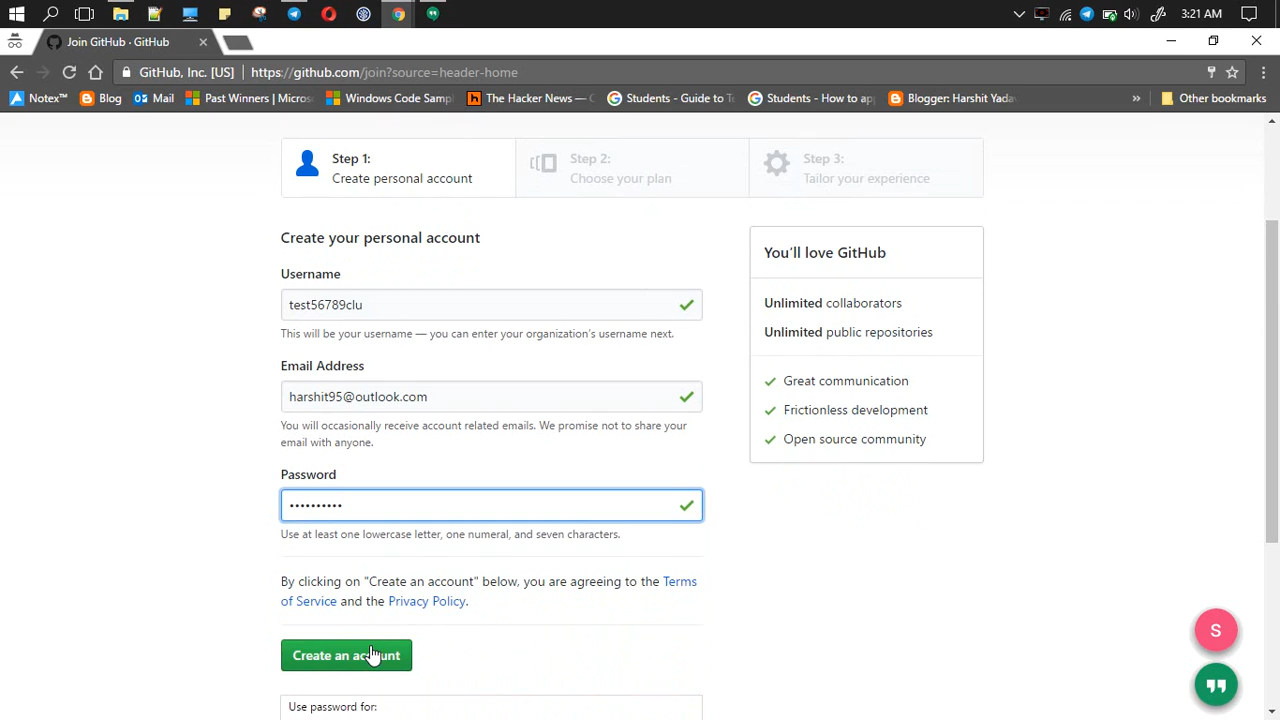 3:21 AM
Join GitHub · GitHub
GitHub, Inc. [US]
https://github.com/join?source=header-home
Notex™
Blog
Mail
Past Winners | Micros
Windows Code Samp
The Hacker News —
Students - Guide to Te
Students - How to ap
Blogger: Harshit Yada
»
Other bookmarks
Step 1:
Create personal account
Step 2:
Choose your plan
Step 3:
Tailor your experience
Create your personal account
Username
test56789clu
This will be your username — you can enter your organization's username next.
Email Address
harshit95@outlook.com
You will occasionally receive account related emails. We promise not to share your
email with anyone.
Password
••••••••••
Use at least one lowercase letter, one numeral, and seven characters.
By clicking on "Create an account" below, you are agreeing to the Terms
of Service and the Privacy Policy.
Create an account
Use password for:
You'll love GitHub
Unlimited collaborators
Unlimited public repositories
Great communication
Frictionless development
Open source community
S